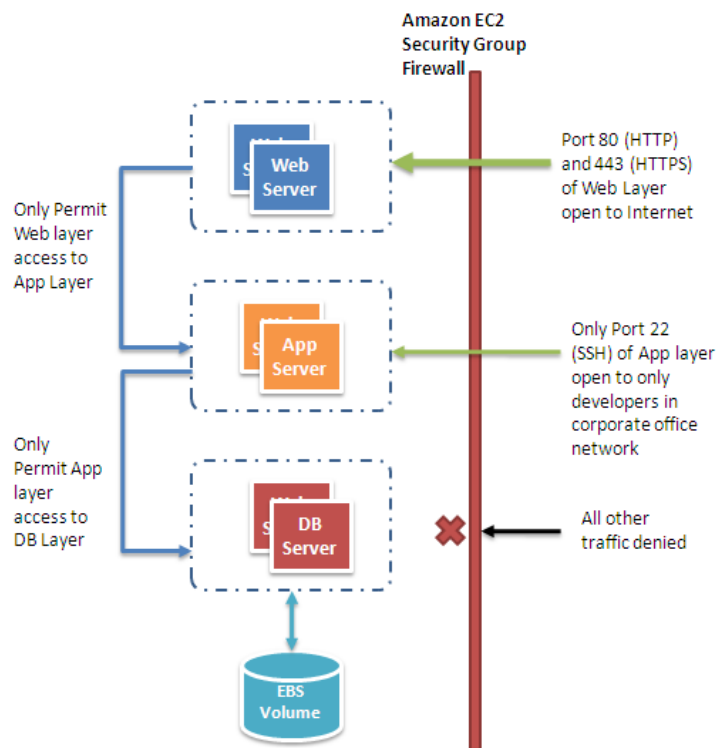 Amazon EC2
Security Group
Firewall
Web
Server
Port 80 (HTTP)
and 443 (HTTPS)
of Web Layer
open to Internet
Only Permit
Web layer
access to
App Layer
App
Server
Only Port 22
(SSH) of App layer
open to only
developers in
corporate office
network
Only
Permit App
layer
access to
DB Layer
DB
Server
All other
traffic denied
EBS
Volume